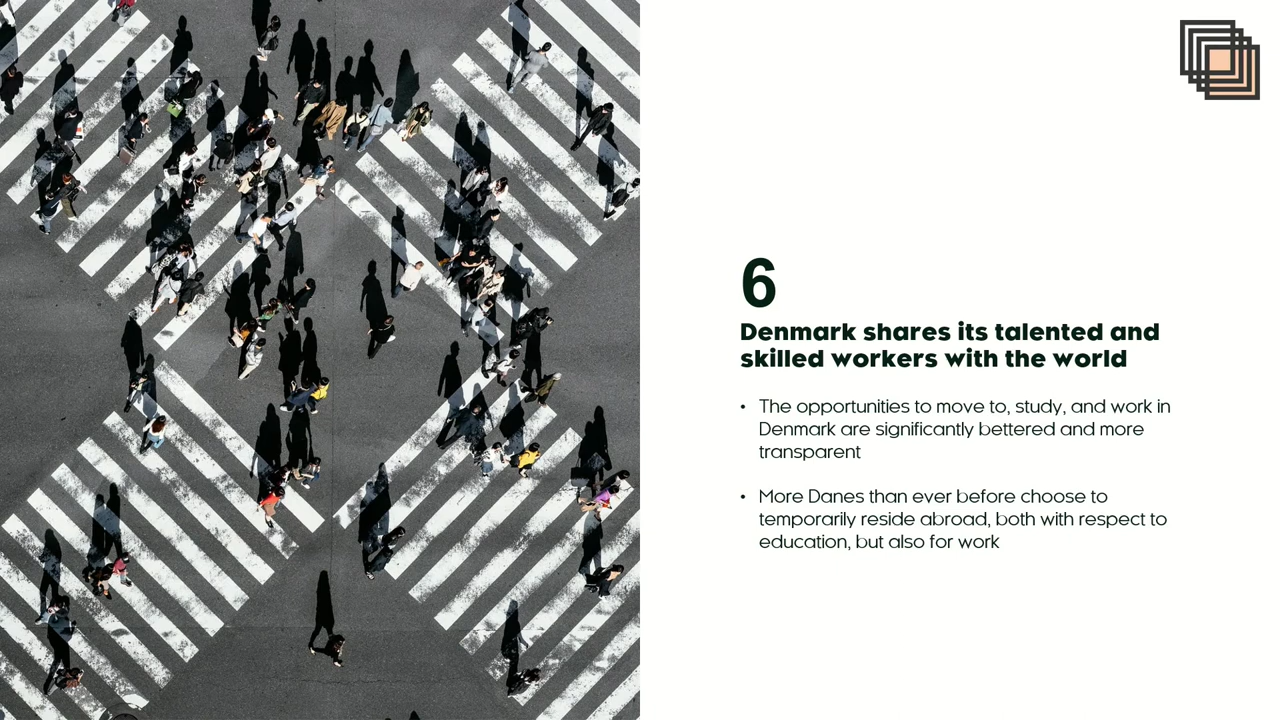 6
Denmark shares its talented and
skilled workers with the world
• The opportunities to move to, study, and work in
Denmark are significantly bettered and more
transparent
• More Danes than ever before choose to
temporarily reside abroad, both with respect to
education, but also for work